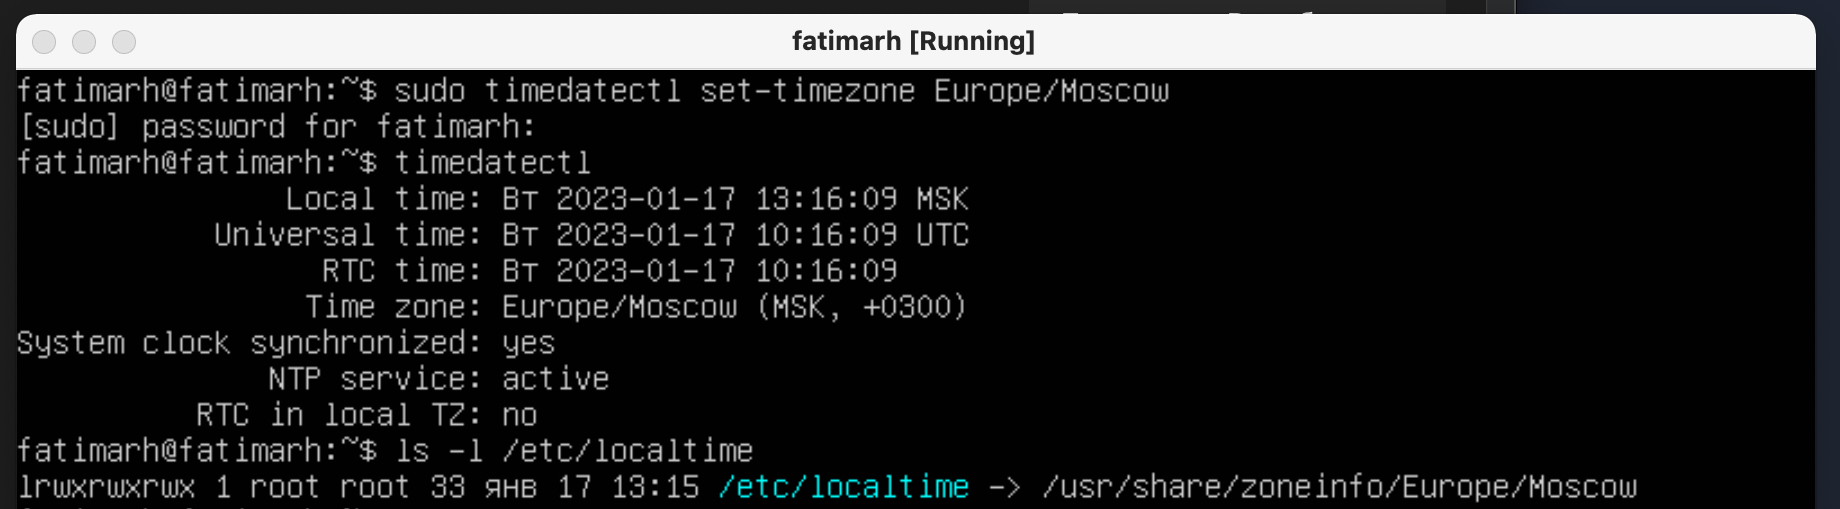 fatimarh [Running]
fatimarh@fatimarh:~$ sudo timedatectl set-timezone Europe/Moscow
[sudo] password for fatimarh:
fatimarh@fatimarh:~$ timedatectl
Local time: Вт 2023-01-17 13:16:09 MSK
Universal time: Вт 2023-01-17 10:16:09 UTC
RTC time: Вт 2023-01-17 10:16:09
Time zone: Europe/Moscow (MSK, +0300)
System clock synchronized: yes
NTP service: active
RTC in local TZ: no
fatimarh@fatimarh:~$ ls -l /etc/localtime
lrwxrwxrwx 1 root root 33 янв 17 13:15 /etc/localtime -> /usr/share/zoneinfo/Europe/Moscow